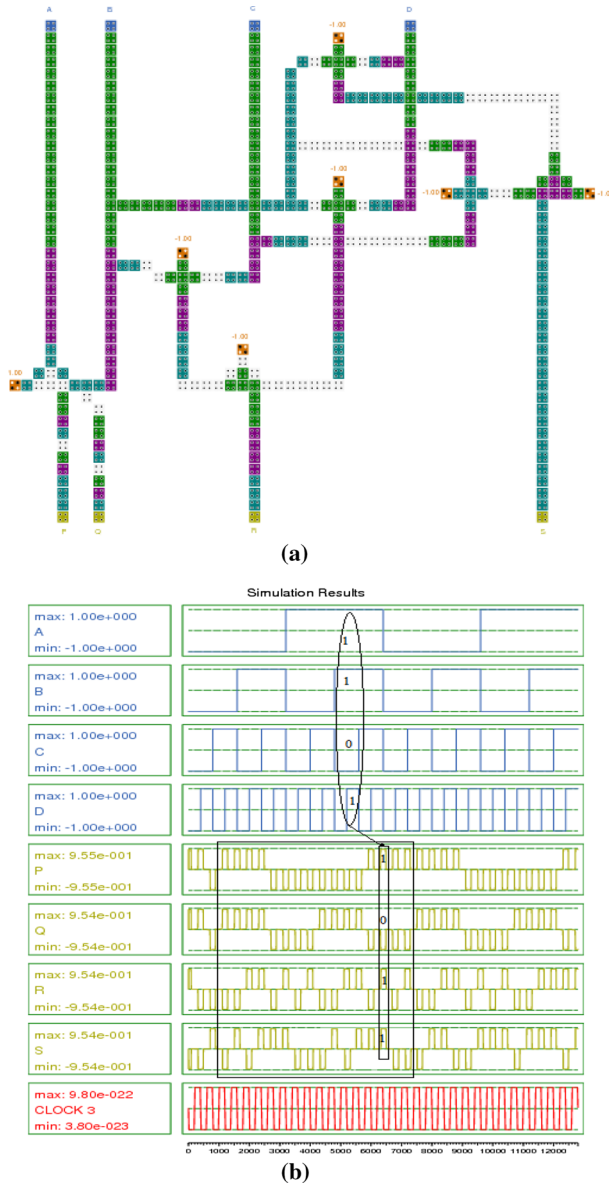 A B C D
-1.00
-1.00
-1.00 -1.0
-1.00
-1.00
1.00
P Q R S
(a)
Simulation Results
max: 1.00e+000
A
min: -1.00e+000
1
max: 1.00e+000
B
min: -1.00e+000
1
max: 1.00e+000
C
min: -1.00e+000
0
max: 1.00e+000
D
min: -1.00e+000
1
max: 9.55e-001
P
min: -9.55e-001
1
max: 9.54e-001
Q
min: -9.54e-001
0
max: 9.54e-001
R
min: -9.54e-001
1
max: 9.54e-001
S
min: -9.54e-001
1
max: 9.80e-022
CLOCK 3
min: 3.80e-023
0 1000 2000 3000 4000 5000 6000 7000 8000 9000 10000 11000 12000
(b)